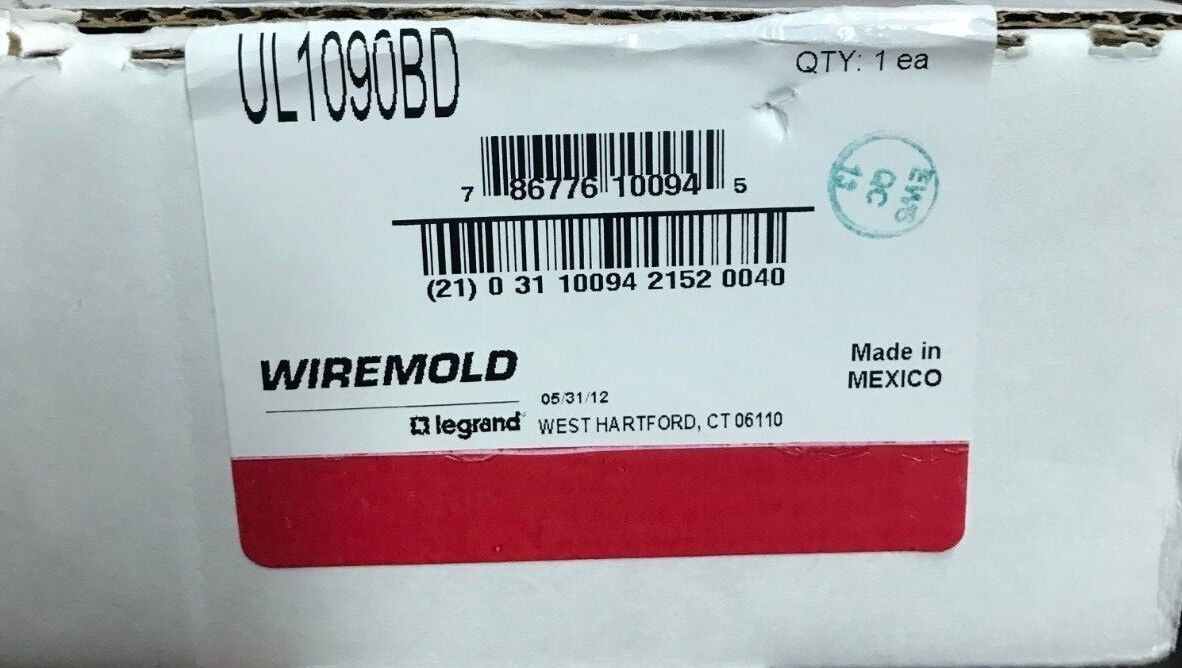 UL1090BD
QTY: 1 ea
7 86776 10094 5
(21) 0 31 10094 2152 0040
WIREMOLD
Made in
MEXICO
05/31/12
legrand
WEST HARTFORD, CT 06110
QC